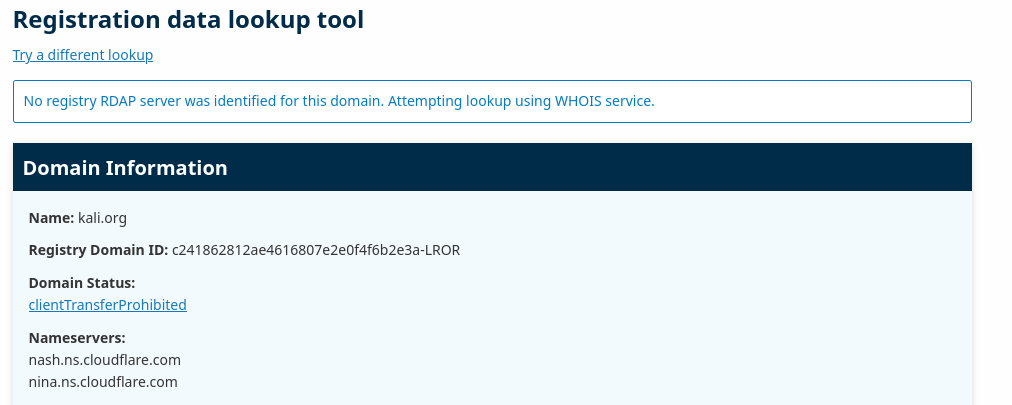 Registration data lookup tool
Try a different lookup
No registry RDAP server was identified for this domain. Attempting lookup using WHOIS service.
Domain Information
Name: kali.org
Registry Domain ID: c241862812ae4616807e2e0f4f6b2e3a-LROR
Domain Status:
clientTransferProhibited
Nameservers:
nash.ns.cloudflare.com
nina.ns.cloudflare.com